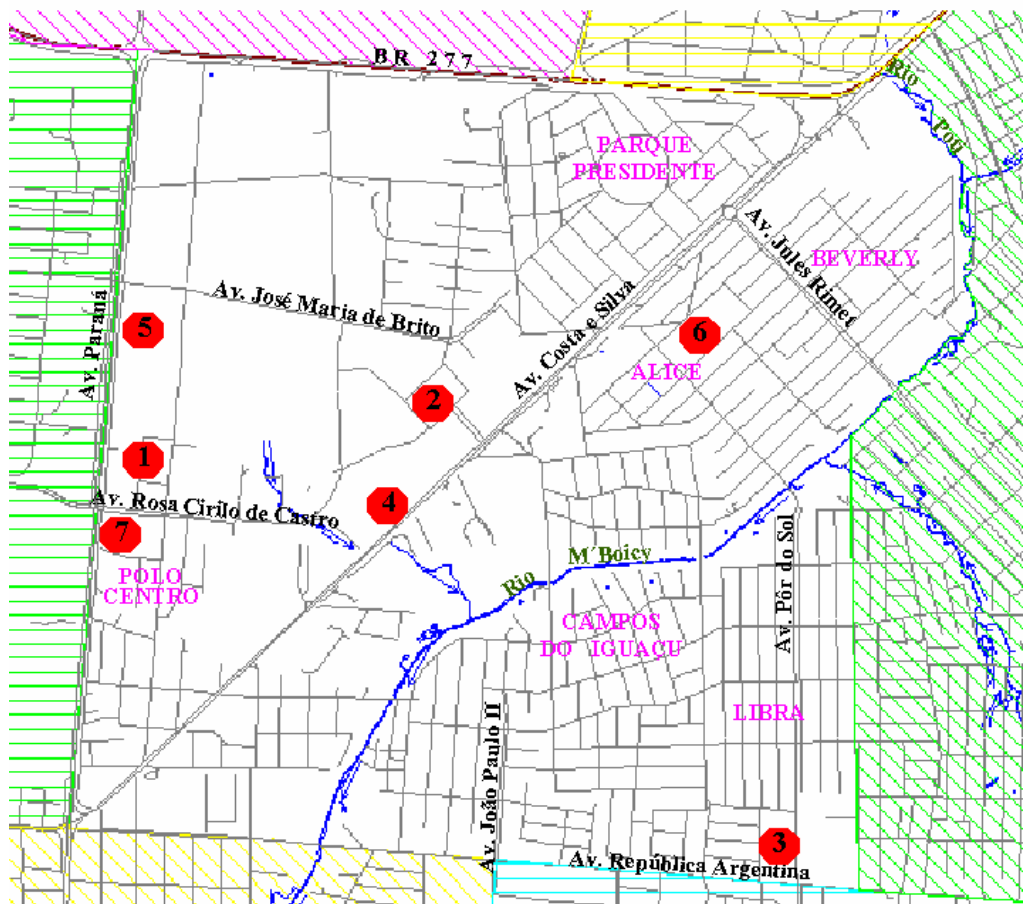 BR 277
Rio
Poü
PARQUE
PRESIDENTE
Av. Jules Rimet
BEVERLY
Av. José Maria de Brito
Av. Paraná
5
Av. Costa e Silva
6
ALICE
2
1
Av. Rosa Cirilo de Castro
4
7
POLO
CENTRO
Rio
M´Boicy
Av. Pôr do Sol
CAMPOS
DO IGUAÇU
LIBRA
Av. João Paulo II
3
Av. República Argentina